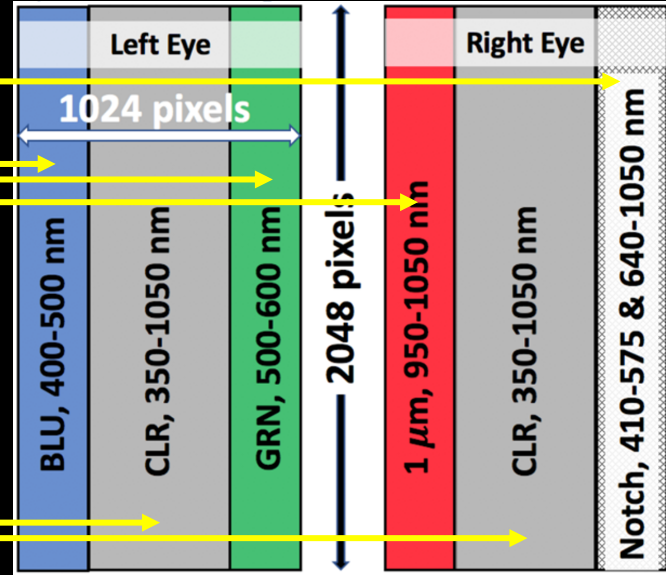 Left Eye
1024 pixels
BLU, 400-500 nm
CLR, 350-1050 nm
GRN, 500-600 nm
2048 pixels
Right Eye
1 μm, 950-1050 nm
CLR, 350-1050 nm
Notch, 410-575 & 640-1050 nm